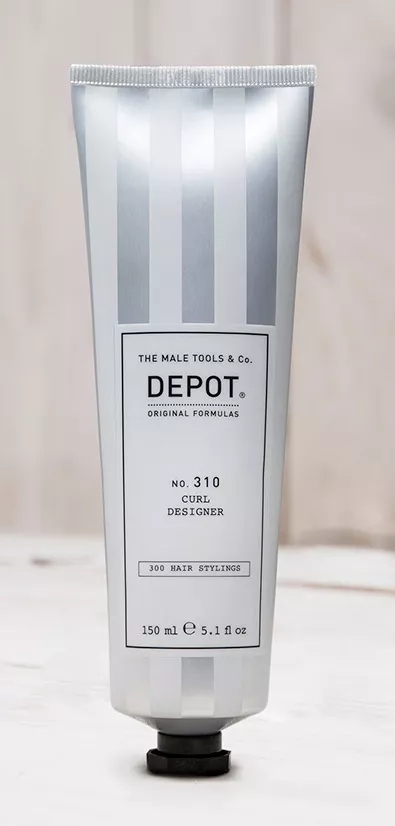 THE MALE TOOLS & Co.
DEPOT®
ORIGINAL FORMULAS
NO. 310
CURL
DESIGNER
300 HAIR STYLINGS
150 ml ℮ 5.1 fl oz